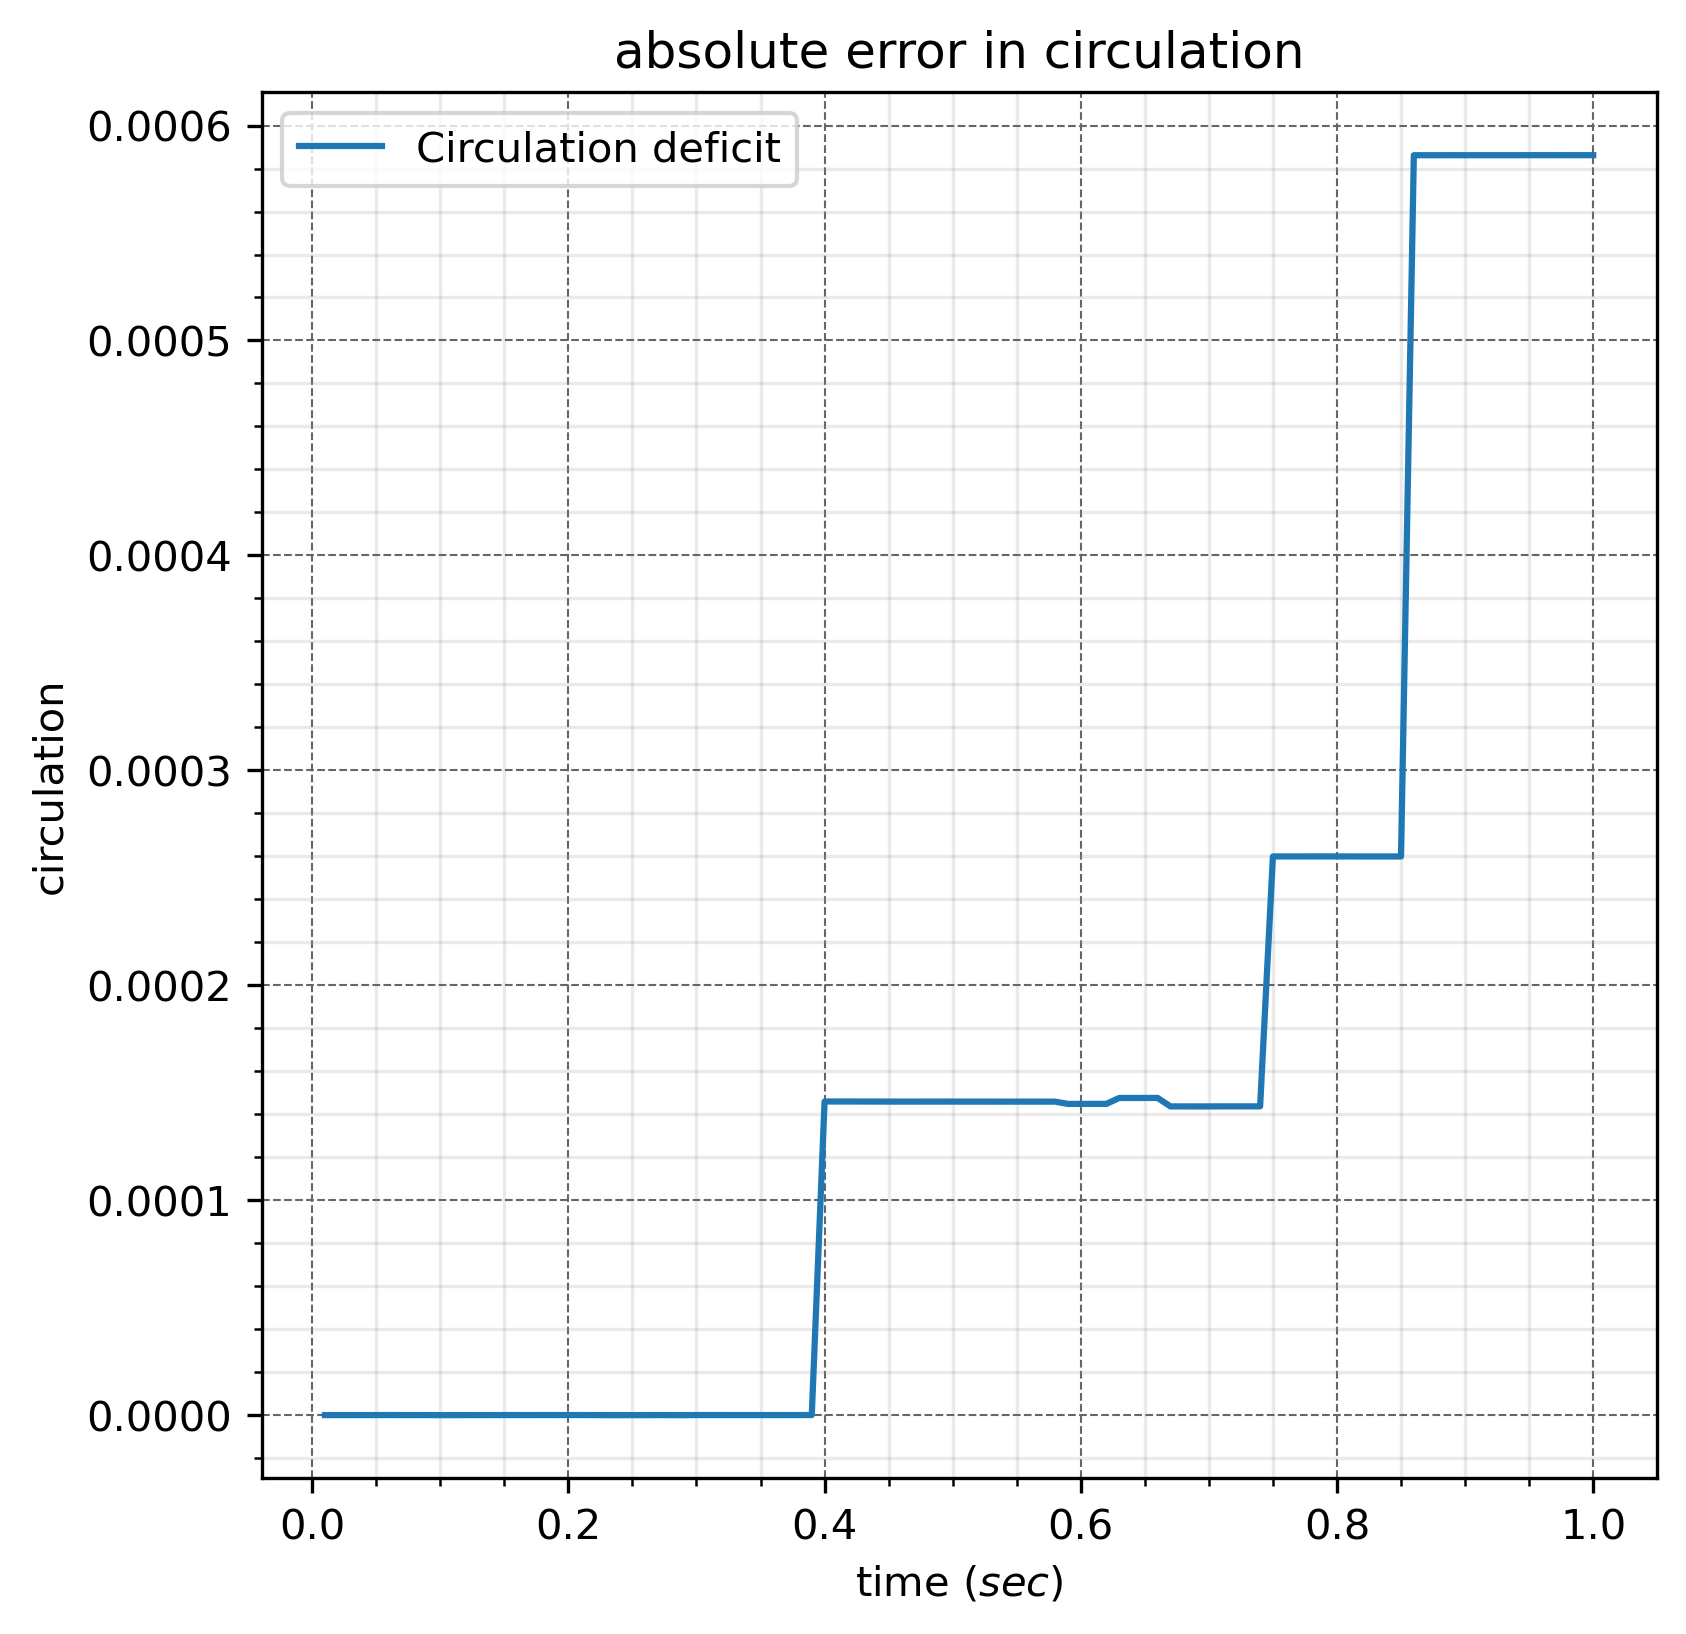 absolute error in circulation
Circulation deficit
0.0006
0.0005
0.0004
0.0003
0.0002
0.0001
0.0000
circulation
0.0 0.2 0.4 0.6 0.8 1.0
time (sec)